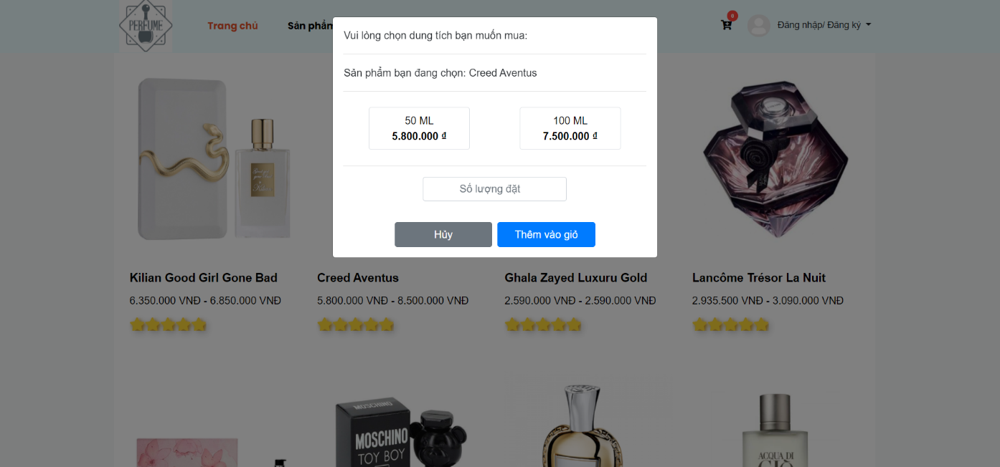 PERFUME
Trang chủ
Sản phẩm
0
Đăng nhập/ Đăng ký
Vui lòng chọn dung tích bạn muốn mua:
Sản phẩm bạn đang chọn: Creed Aventus
50 ML
5.800.000 ₫
100 ML
7.500.000 ₫
Số lượng đặt
Hủy
Thêm vào giỏ
Kilian Good Girl Gone Bad
6.350.000 VNĐ - 6.850.000 VNĐ
Creed Aventus
5.800.000 VNĐ - 8.500.000 VNĐ
Ghala Zayed Luxuru Gold
2.590.000 VNĐ - 2.590.000 VNĐ
Lancôme Trésor La Nuit
2.935.500 VNĐ - 3.090.000 VNĐ
MOSCHINO
MOSCHINO
TOY BOY
ACQUA DI
GIÒ